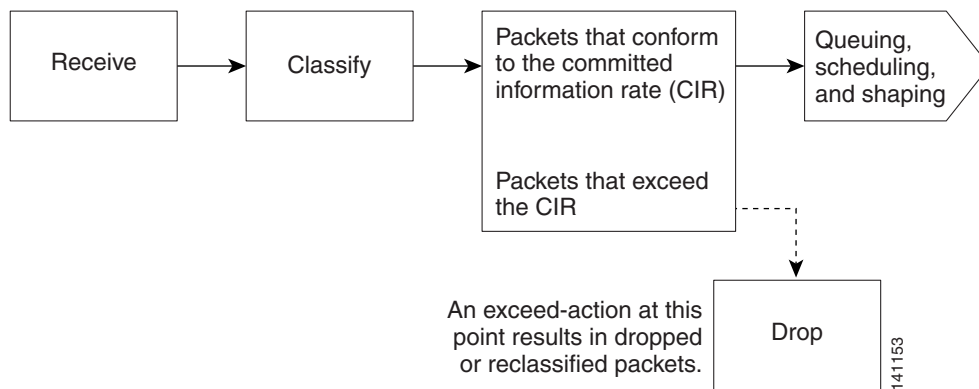 Receive
Classify
Packets that conform
to the committed
information rate (CIR)
Packets that exceed
the CIR
Queuing,
scheduling,
and shaping
An exceed-action at this
point results in dropped
or reclassified packets.
Drop
141153